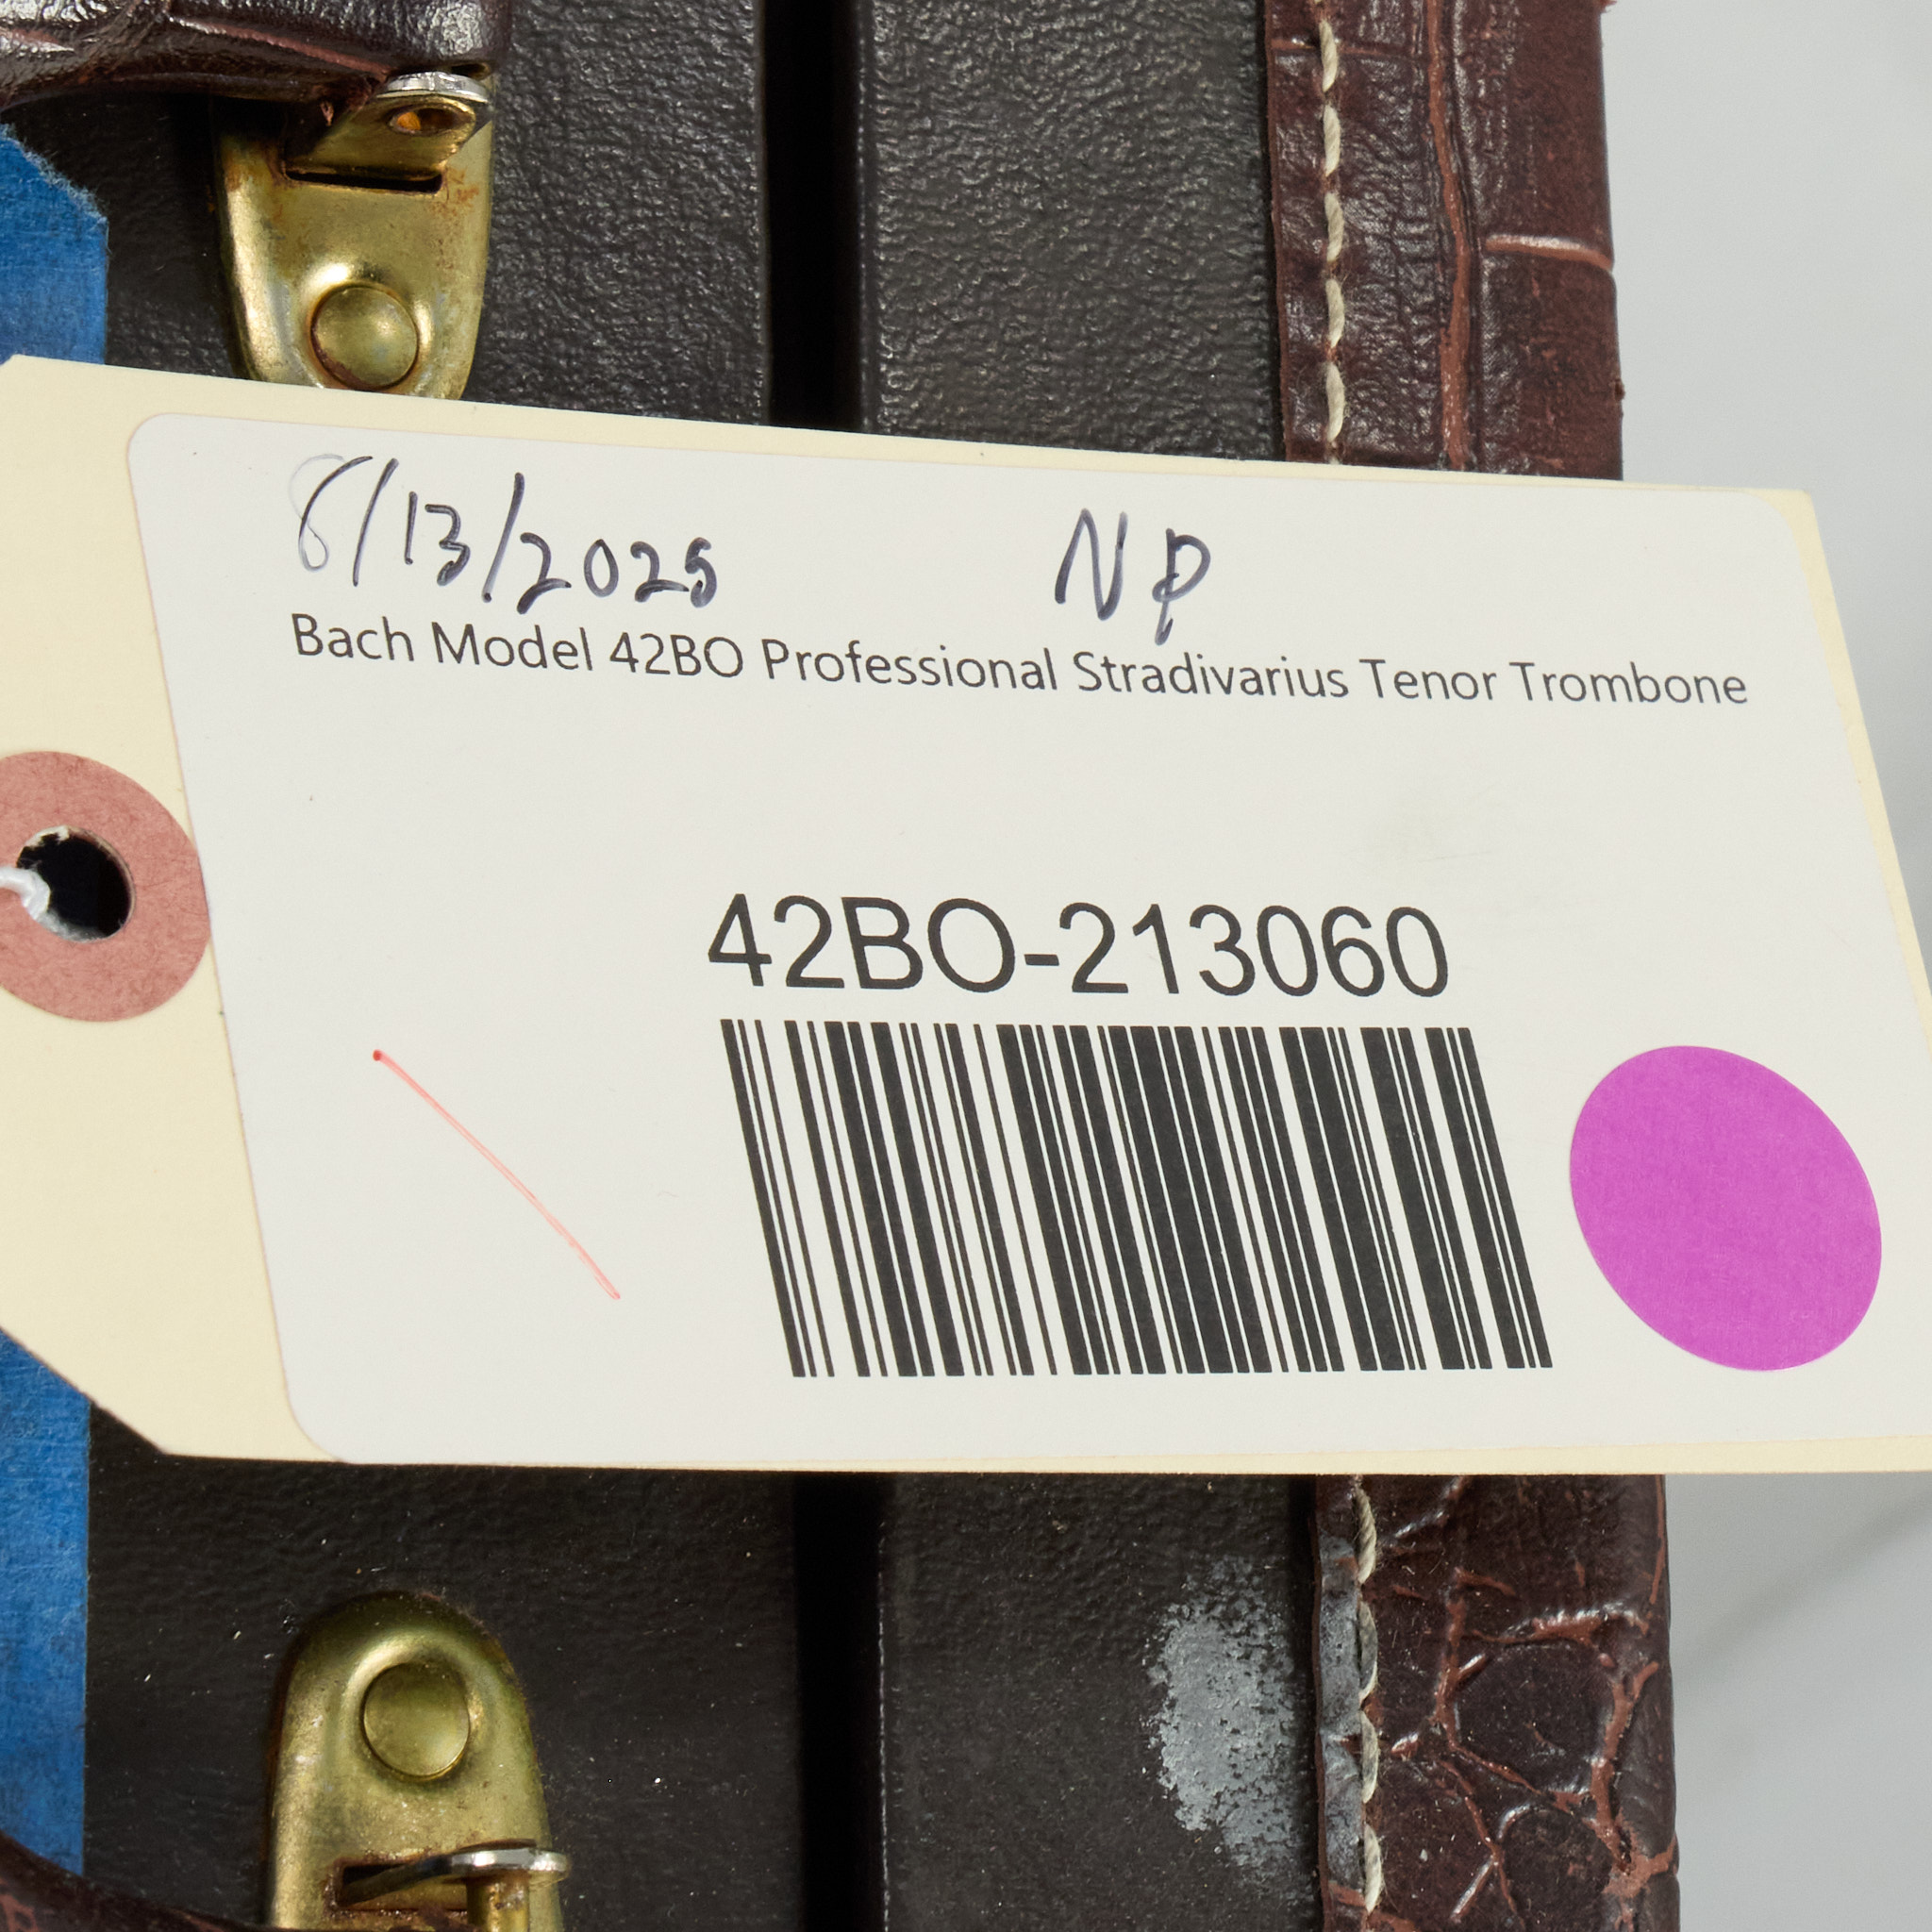 8/13/2025 NP
Bach Model 42BO Professional Stradivarius Tenor Trombone
42BO-213060